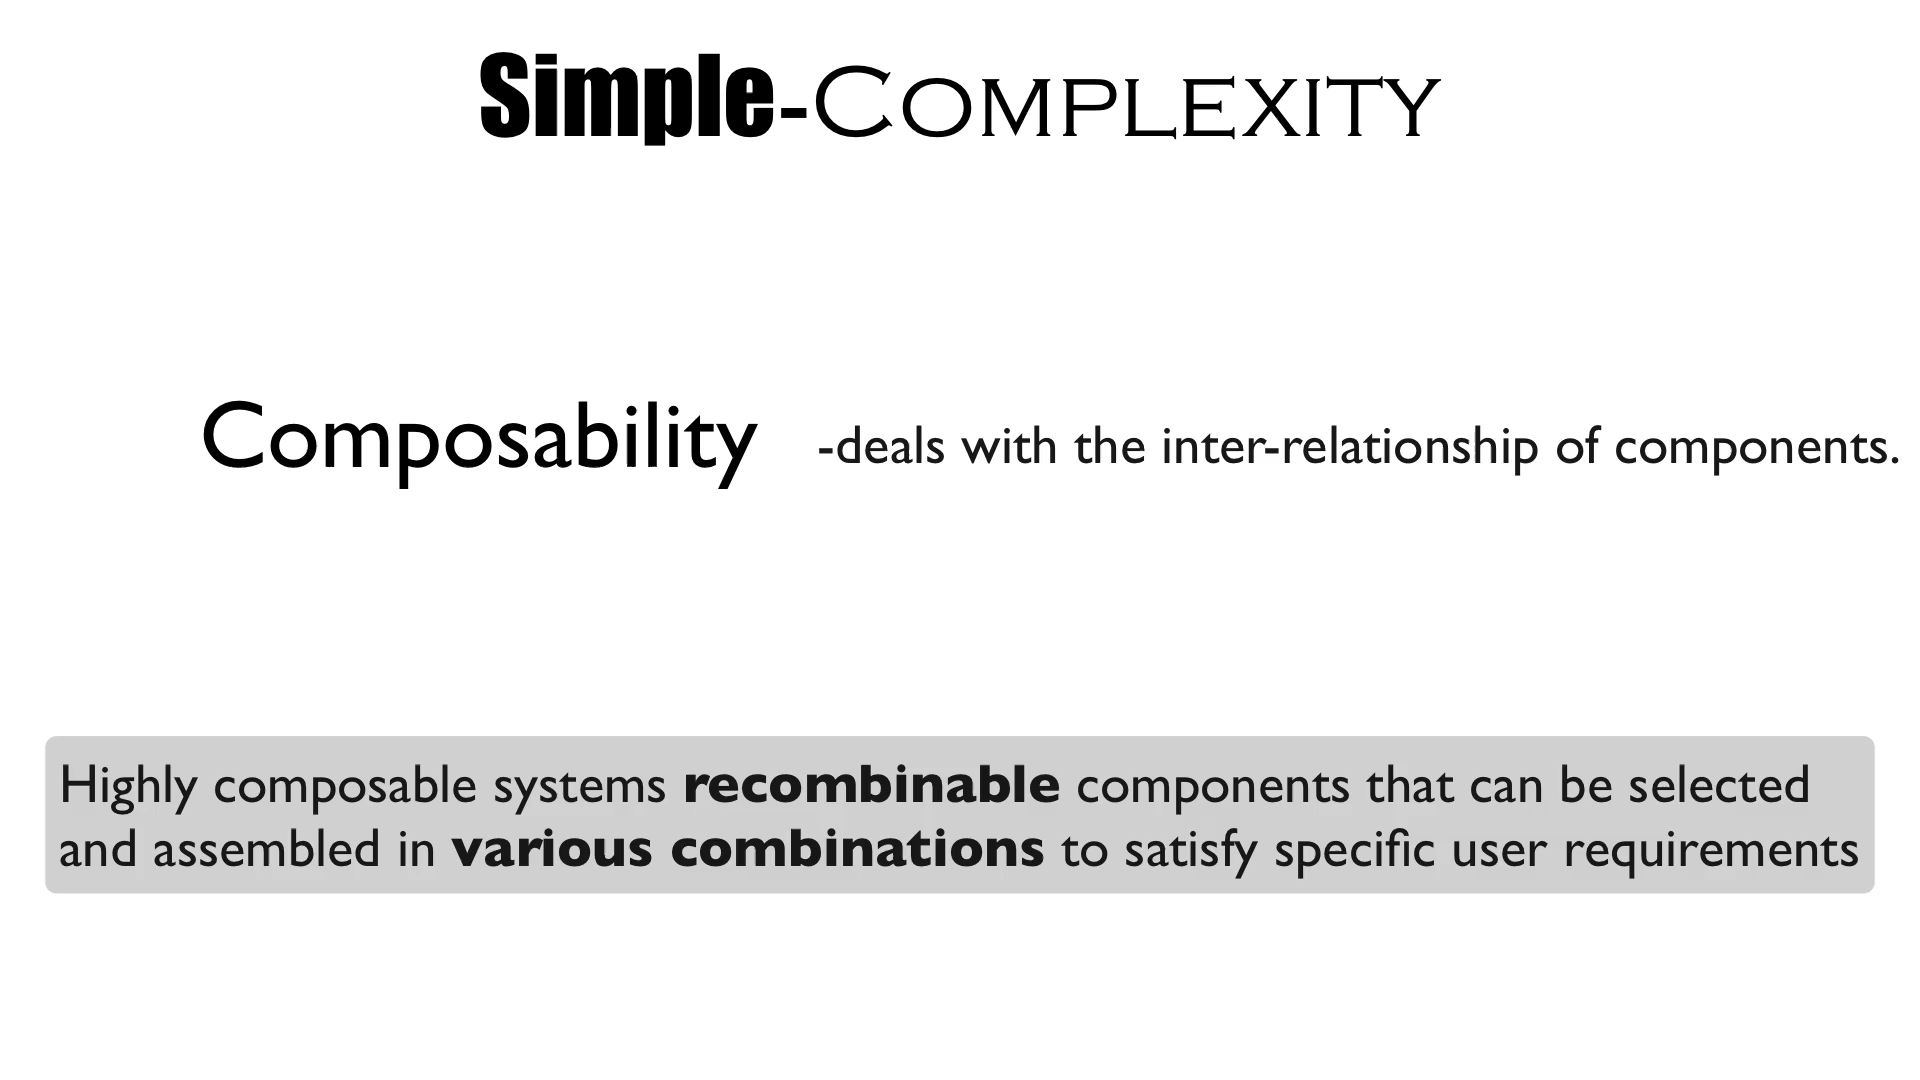 Simple-Complexity
Composability -deals with the inter-relationship of components.
Highly composable systems recombinable components that can be selected
and assembled in various combinations to satisfy specific user requirements